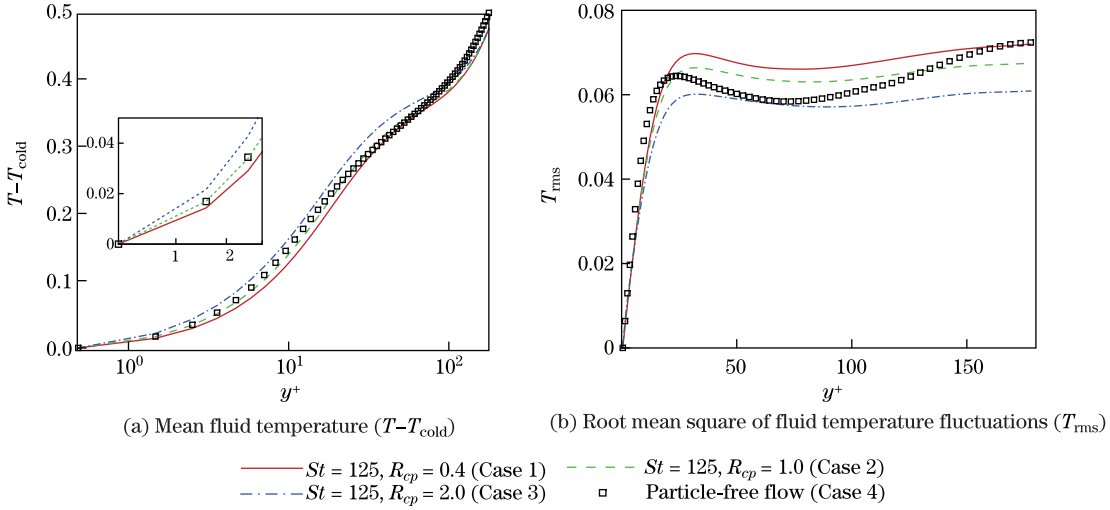 0.5
0.4
0.3
0.2
0.1
0.0
T−Tcold
0.04
0.02
0
1
2
10⁰
10¹
10²
y⁺
(a) Mean fluid temperature (T−Tcold)
0.08
0.06
0.04
0.02
0
Trms
50
100
150
y⁺
(b) Root mean square of fluid temperature fluctuations (Trms)
St = 125, Rcp = 0.4 (Case 1)
St = 125, Rcp = 1.0 (Case 2)
St = 125, Rcp = 2.0 (Case 3)
Particle-free flow (Case 4)